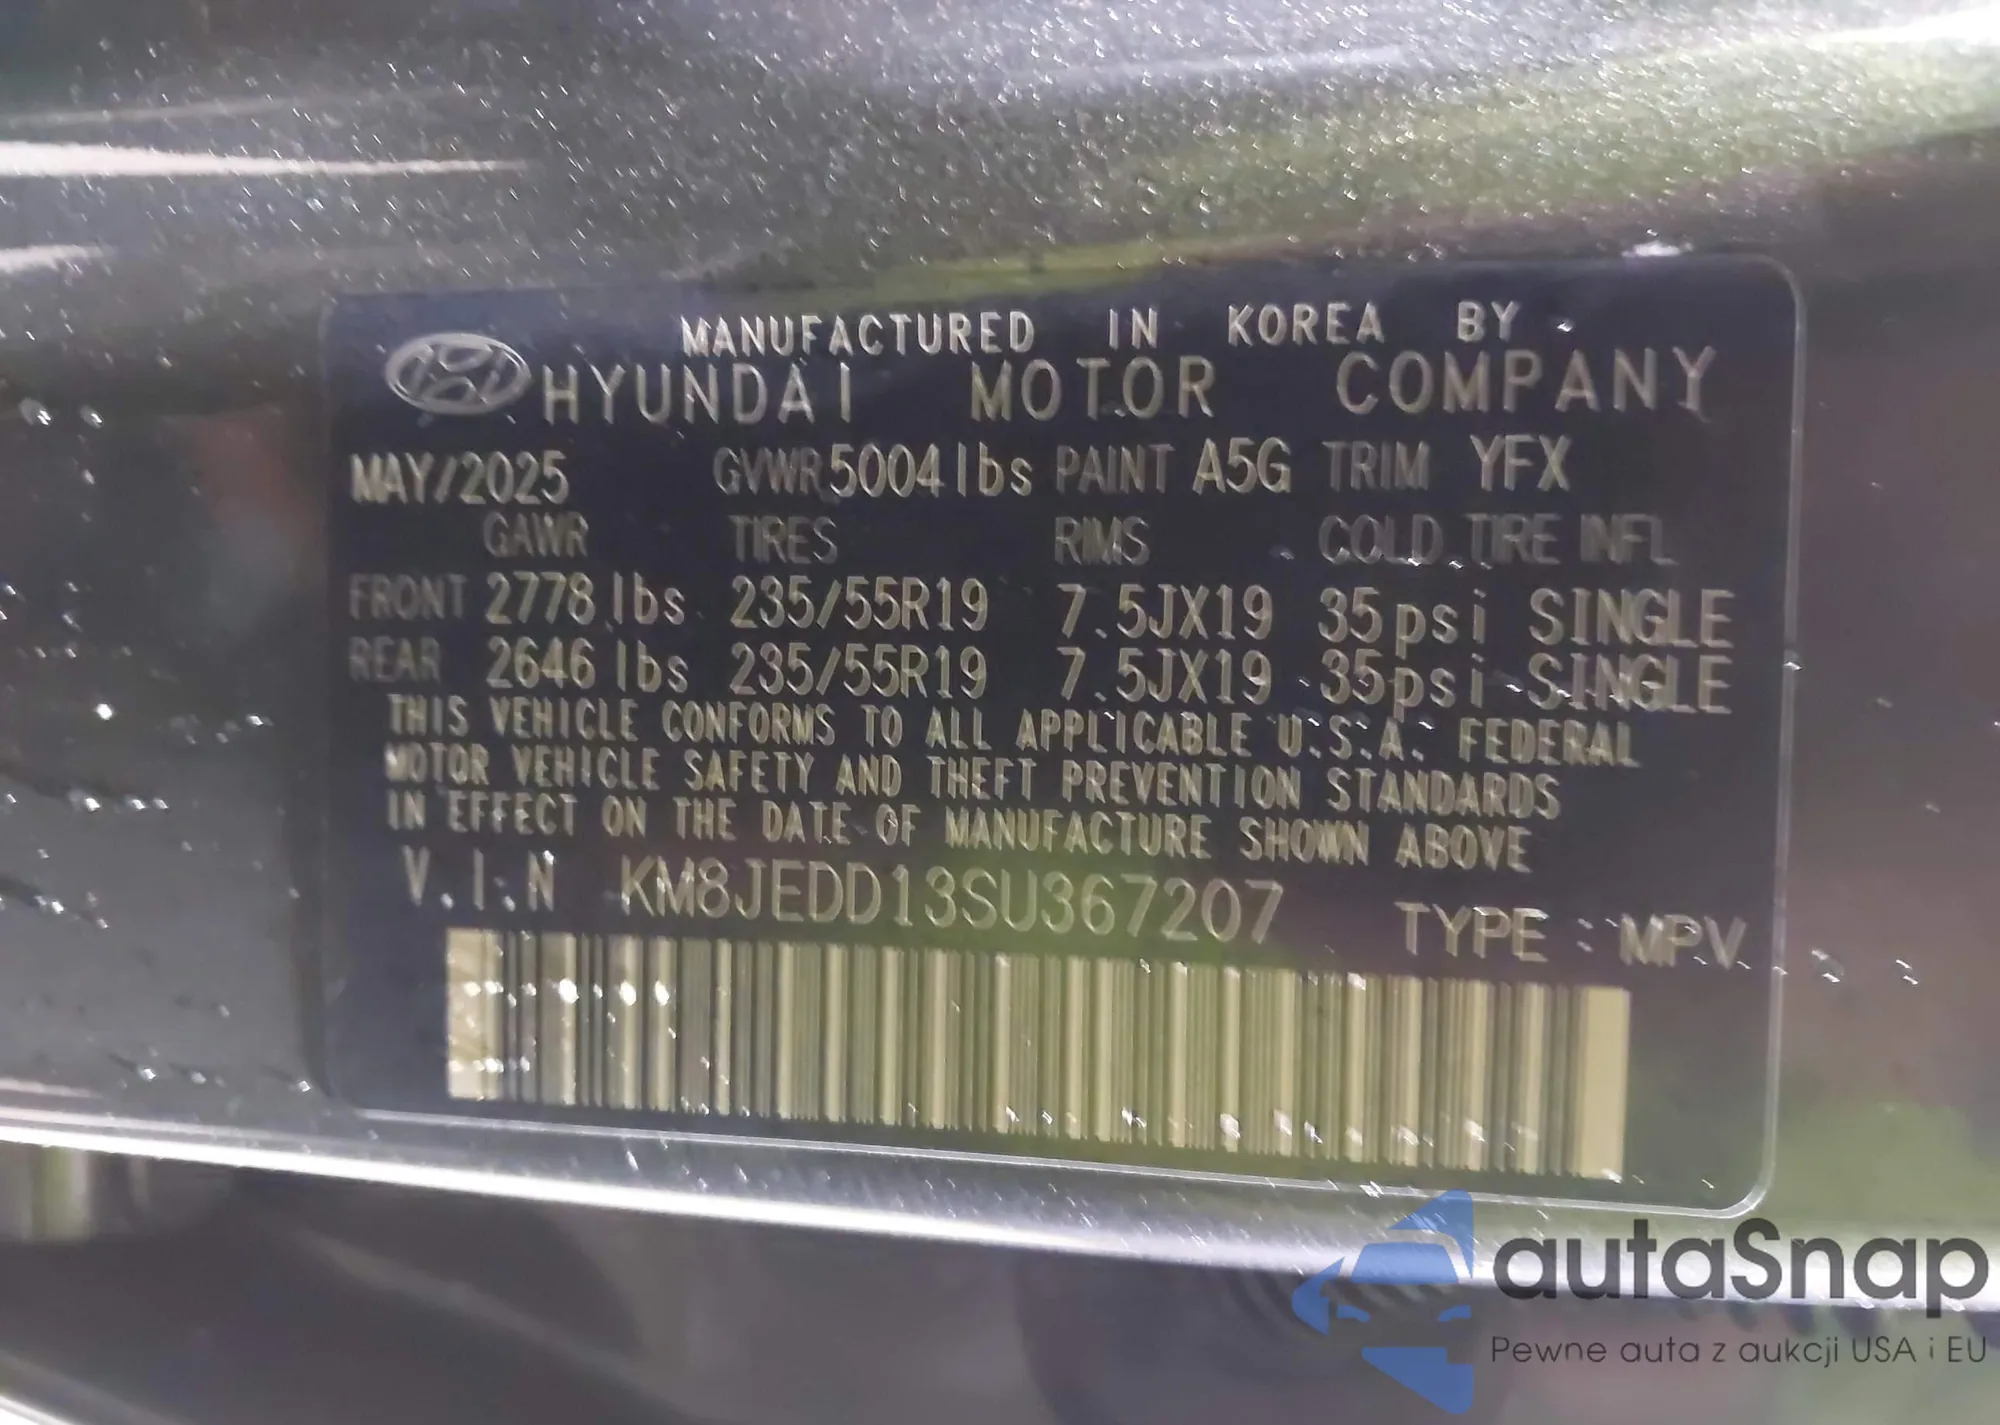 MANUFACTURED IN KOREA BY
HYUNDAI MOTOR COMPANY
MAY/2025 GVWR 5004lbs PAINT A5G TRIM YFX
GAWR TIRES RIMS COLD TIRE INFL
FRONT 2778 lbs 235/55R19 7.5JX19 35psi SINGLE
REAR 2646 lbs 235/55R19 7.5JX19 35psi SINGLE
THIS VEHICLE CONFORMS TO ALL APPLICABLE U.S.A. FEDERAL
MOTOR VEHICLE SAFETY AND THEFT PREVENTION STANDARDS
IN EFFECT ON THE DATE OF MANUFACTURE SHOWN ABOVE
V.I.N KM8JEDD13SU367207 TYPE : MPV
autaSnap
Pewne auta z aukcji USA i EU